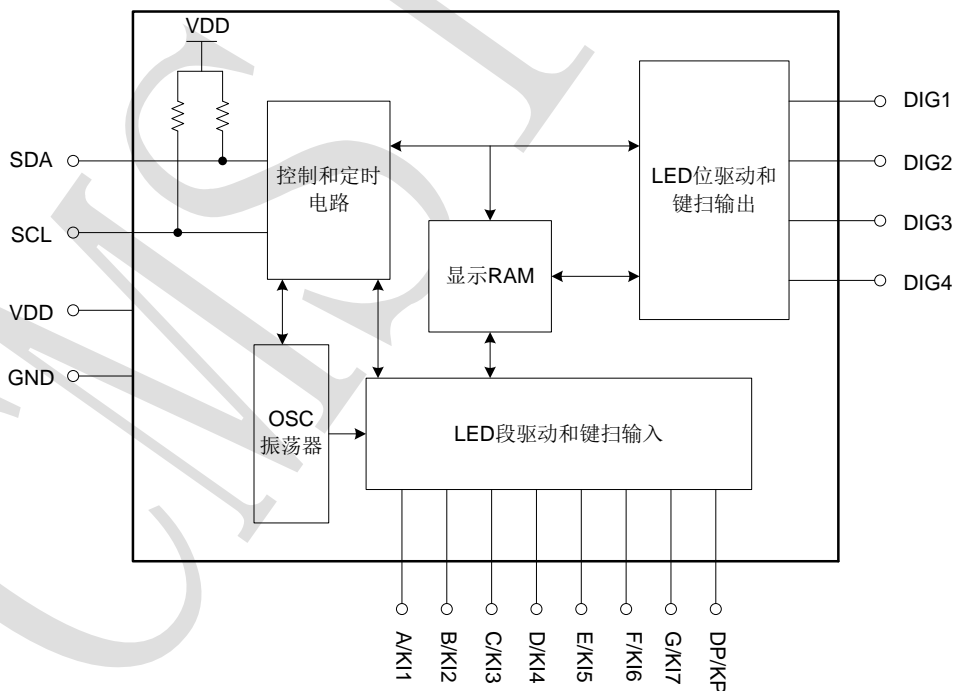 VDD
SDA
SCL
VDD
GND
控制和定时
电路
LED位驱动和
键扫输出
显示RAM
OSC
振荡器
LED段驱动和键扫输入
DIG1
DIG2
DIG3
DIG4
A/KI1
B/KI2
C/KI3
D/KI4
E/KI5
F/KI6
G/KI7
DP/KP